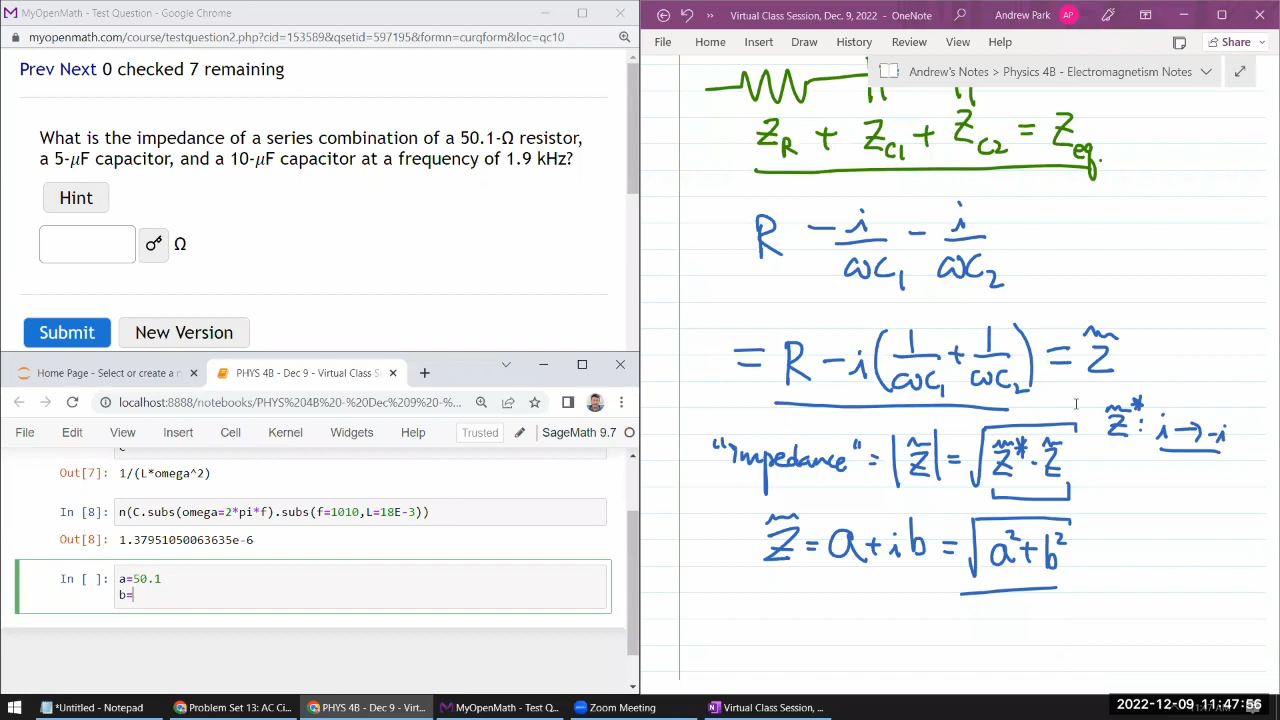 MyOpenMath - Test Question - Google Chrome
myopenmath.com/course/testquestion2.php?cid=153589&qsetid=597195&formn=curqform&loc=qc10
Prev Next 0 checked 7 remaining
What is the impedance of a series combination of a 50.1-Ω resistor,
a 5-μF capacitor, and a 10-μF capacitor at a frequency of 1.9 kHz?
Hint
Ω
Submit New Version
Home Page - Select or create a n
PHYS 4B - Dec 9 - Virtual Class S
localhost:888
/notebooks/PHYS%204B%20-%20Dec%209%20-%...
File Edit View Insert Cell Kernel Widgets Help Trusted SageMath 9.7
Out[7]: 1/(L*omega^2)
In [8]: n(C.subs(omega=2*pi*f).subs(f=1010,L=18E-3))
Out[8]: 1.37951050063635e-6
In [ ]: a=50.1
b=
Virtual Class Session, Dec. 9, 2022 - OneNote
Andrew Park AP
File Home Insert Draw History Review View Help Share
Andrew's Notes > Physics 4B - Electromagnetism Notes
Z_R + Z_C1 + Z_C2 = Z_eq.
R - i/ωC₁ - i/ωC₂
= R - i(1/ωC₁ + 1/ωC₂) = Z̃
Z̃* : i → -i
"Impedance" = |Z̃| = √(Z̃* · Z̃)
Z̃ = a + ib = √(a² + b²)
*Untitled - Notepad
Problem Set 13: AC Ci...
PHYS 4B - Dec 9 - Virt...
MyOpenMath - Test Q...
Zoom Meeting
Virtual Class Session, ...
2022-12-09 11:47:56